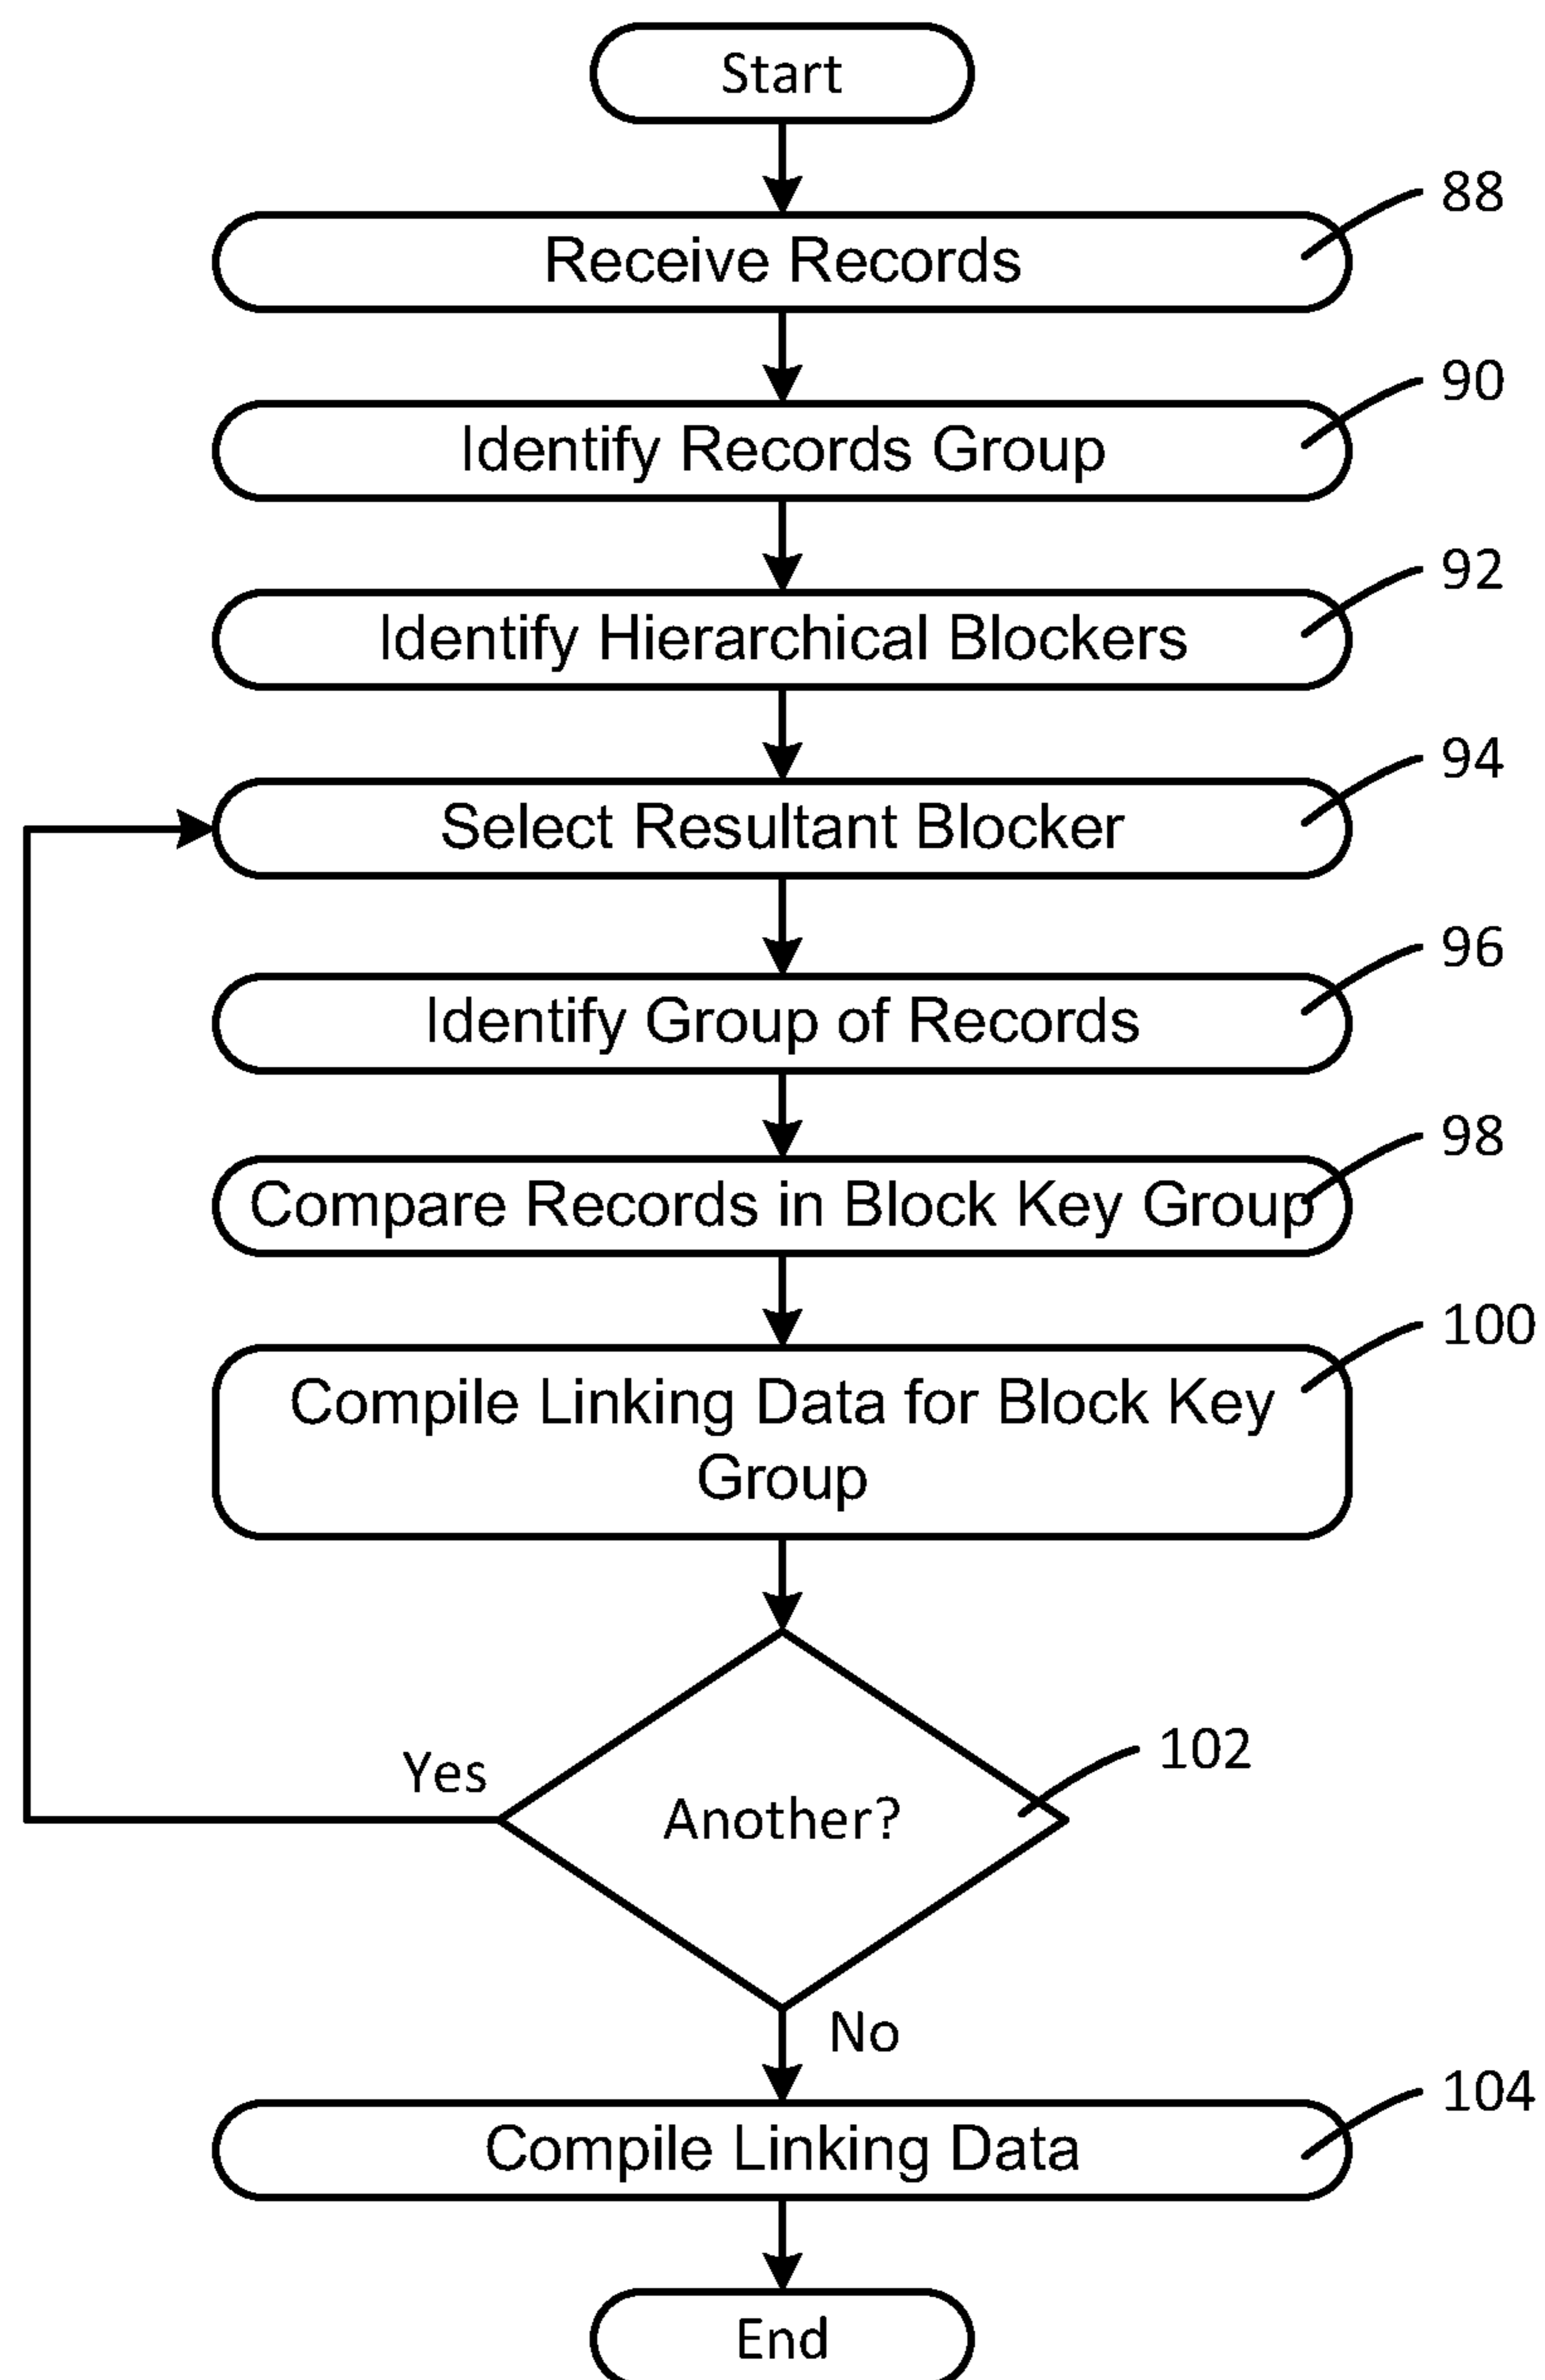 Start
88
Receive Records
90
Identify Records Group
92
Identify Hierarchical Blockers
94
Select Resultant Blocker
96
Identify Group of Records
98
Compare Records in Block Key Group
100
Compile Linking Data for Block Key
Group
102
Yes
Another?
No
104
Compile Linking Data
End